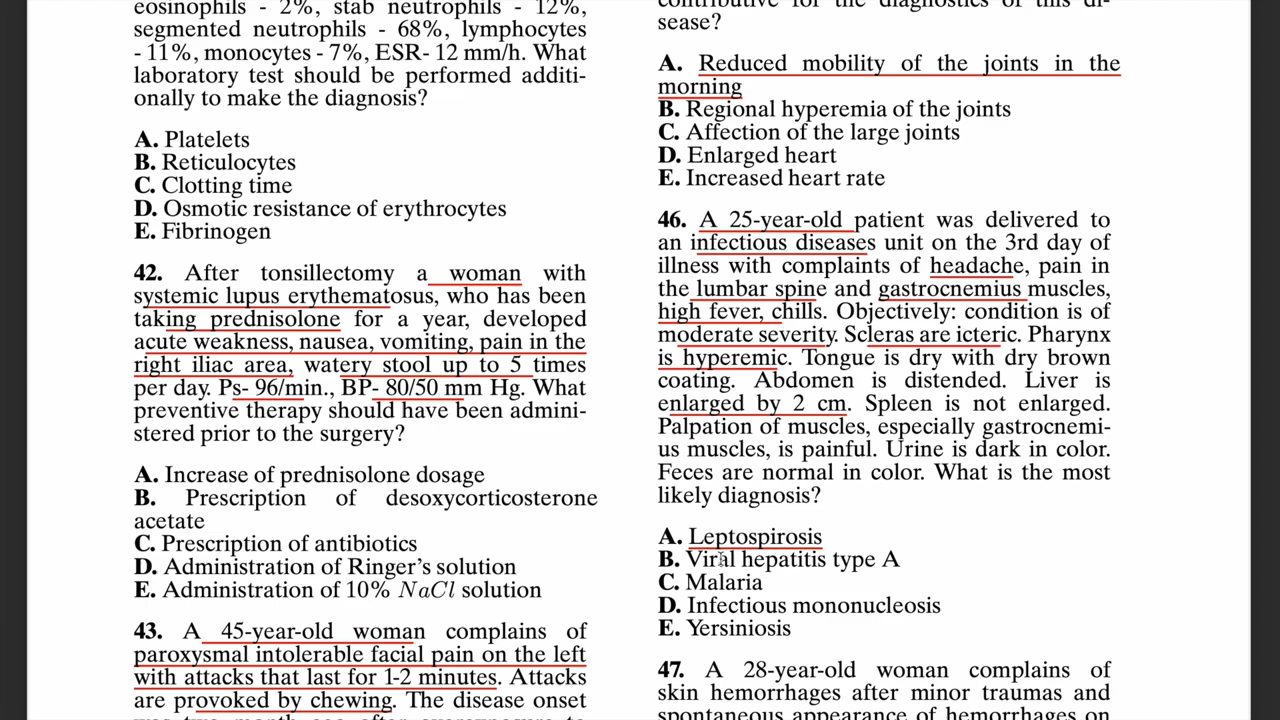 eosinophils - 2%, stab neutrophils - 12%,
segmented neutrophils - 68%, lymphocytes
- 11%, monocytes - 7%, ESR- 12 mm/h. What
laboratory test should be performed additi-
onally to make the diagnosis?
A. Platelets
B. Reticulocytes
C. Clotting time
D. Osmotic resistance of erythrocytes
E. Fibrinogen
42. After tonsillectomy a woman with
systemic lupus erythematosus, who has been
taking prednisolone for a year, developed
acute weakness, nausea, vomiting, pain in the
right iliac area, watery stool up to 5 times
per day. Ps- 96/min., BP- 80/50 mm Hg. What
preventive therapy should have been admini-
stered prior to the surgery?
A. Increase of prednisolone dosage
B. Prescription of desoxycorticosterone
acetate
C. Prescription of antibiotics
D. Administration of Ringer's solution
E. Administration of 10% NaCl solution
43. A 45-year-old woman complains of
paroxysmal intolerable facial pain on the left
with attacks that last for 1-2 minutes. Attacks
are provoked by chewing. The disease onset
was two month ago after overexposure to
contributive for the diagnostics of this di-
sease?
A. Reduced mobility of the joints in the
morning
B. Regional hyperemia of the joints
C. Affection of the large joints
D. Enlarged heart
E. Increased heart rate
46. A 25-year-old patient was delivered to
an infectious diseases unit on the 3rd day of
illness with complaints of headache, pain in
the lumbar spine and gastrocnemius muscles,
high fever, chills. Objectively: condition is of
moderate severity. Scleras are icteric. Pharynx
is hyperemic. Tongue is dry with dry brown
coating. Abdomen is distended. Liver is
enlarged by 2 cm. Spleen is not enlarged.
Palpation of muscles, especially gastrocnemi-
us muscles, is painful. Urine is dark in color.
Feces are normal in color. What is the most
likely diagnosis?
A. Leptospirosis
B. Viral hepatitis type A
C. Malaria
D. Infectious mononucleosis
E. Yersiniosis
47. A 28-year-old woman complains of
skin hemorrhages after minor traumas and
spontaneous appearance of hemorrhages on